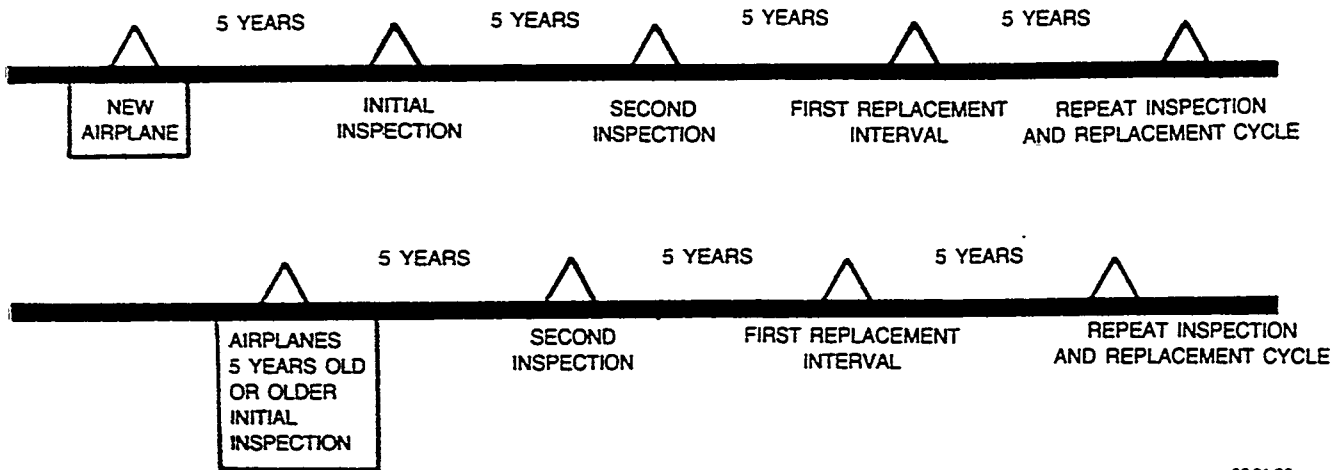 5 YEARS 5 YEARS 5 YEARS 5 YEARS
NEW
AIRPLANE
INITIAL
INSPECTION
SECOND
INSPECTION
FIRST REPLACEMENT
INTERVAL
REPEAT INSPECTION
AND REPLACEMENT CYCLE
5 YEARS 5 YEARS 5 YEARS
AIRPLANES
5 YEARS OLD
OR OLDER
INITIAL
INSPECTION
SECOND
INSPECTION
FIRST REPLACEMENT
INTERVAL
REPEAT INSPECTION
AND REPLACEMENT CYCLE